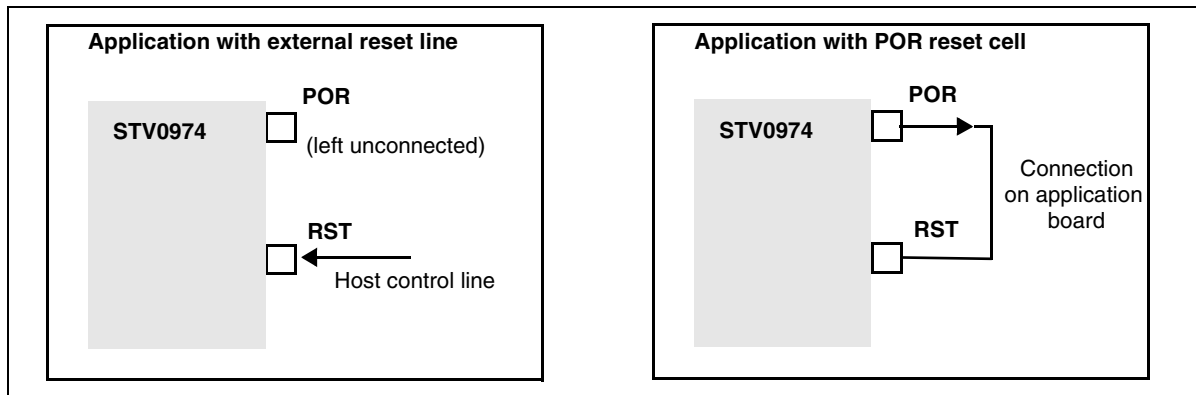 Application with external reset line
POR
STV0974
(left unconnected)
RST
Host control line
Application with POR reset cell
POR
STV0974
Connection
on application
board
RST